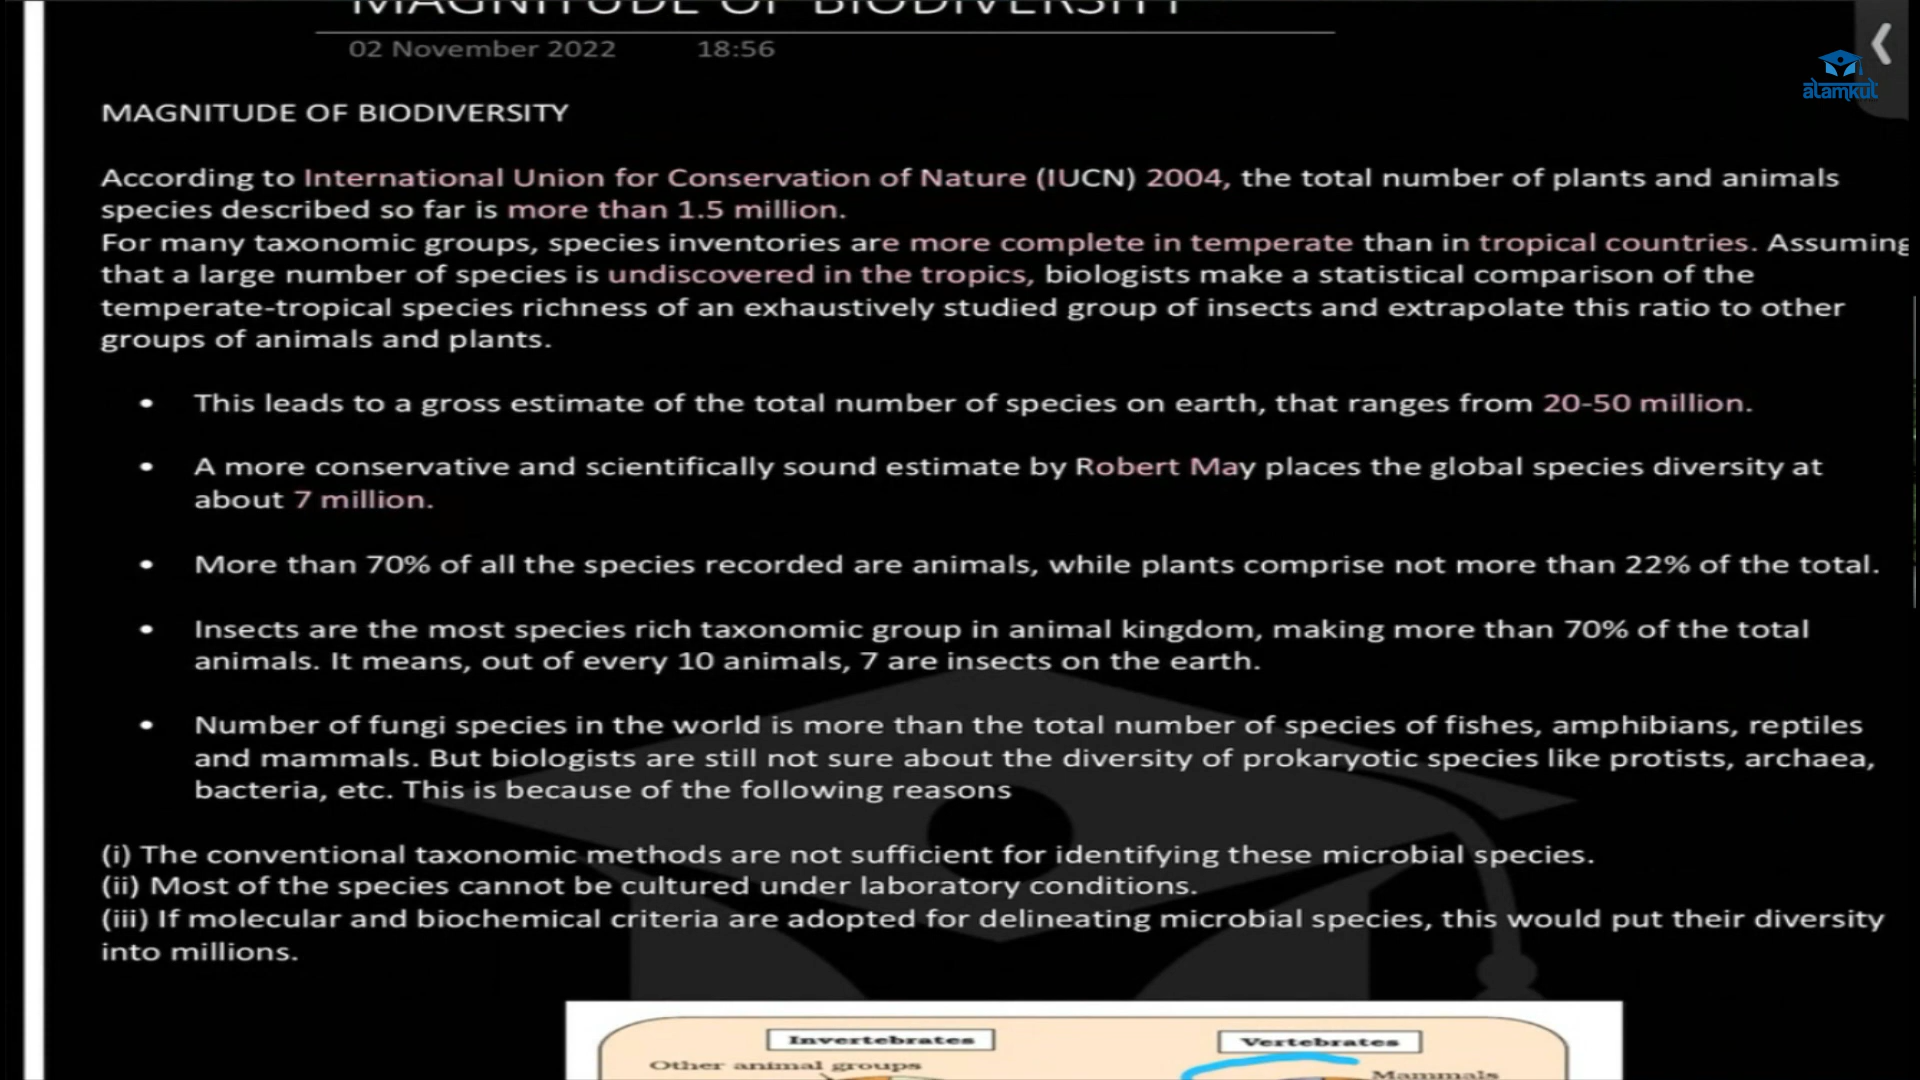 MAGNITUDE OF BIODIVERSITY
02 November 2022 18:56
alamkut
MAGNITUDE OF BIODIVERSITY
According to International Union for Conservation of Nature (IUCN) 2004, the total number of plants and animals
species described so far is more than 1.5 million.
For many taxonomic groups, species inventories are more complete in temperate than in tropical countries. Assuming
that a large number of species is undiscovered in the tropics, biologists make a statistical comparison of the
temperate-tropical species richness of an exhaustively studied group of insects and extrapolate this ratio to other
groups of animals and plants.
• This leads to a gross estimate of the total number of species on earth, that ranges from 20-50 million.
• A more conservative and scientifically sound estimate by Robert May places the global species diversity at
about 7 million.
• More than 70% of all the species recorded are animals, while plants comprise not more than 22% of the total.
• Insects are the most species rich taxonomic group in animal kingdom, making more than 70% of the total
animals. It means, out of every 10 animals, 7 are insects on the earth.
• Number of fungi species in the world is more than the total number of species of fishes, amphibians, reptiles
and mammals. But biologists are still not sure about the diversity of prokaryotic species like protists, archaea,
bacteria, etc. This is because of the following reasons
(i) The conventional taxonomic methods are not sufficient for identifying these microbial species.
(ii) Most of the species cannot be cultured under laboratory conditions.
(iii) If molecular and biochemical criteria are adopted for delineating microbial species, this would put their diversity
into millions.
Invertebrates Vertebrates
Other animal groups
Mammals